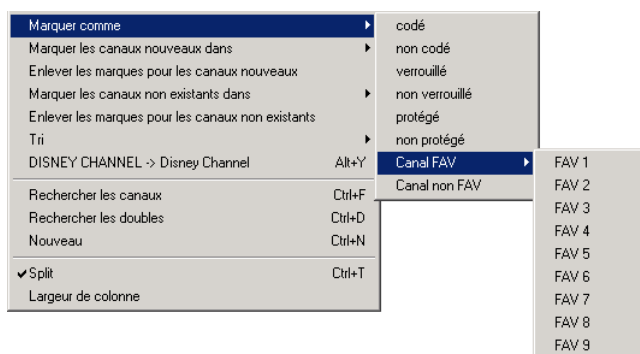 Marquer comme
Marquer les canaux nouveaux dans
Enlever les marques pour les canaux nouveaux
Marquer les canaux non existants dans
Enlever les marques pour les canaux non existants
Tri
DISNEY CHANNEL -> Disney Channel Alt+Y
Rechercher les canaux Ctrl+F
Rechercher les doubles Ctrl+D
Nouveau Ctrl+N
Split Ctrl+T
Largeur de colonne
codé
non codé
verrouillé
non verrouillé
protégé
non protégé
Canal FAV
Canal non FAV
FAV 1
FAV 2
FAV 3
FAV 4
FAV 5
FAV 6
FAV 7
FAV 8
FAV 9